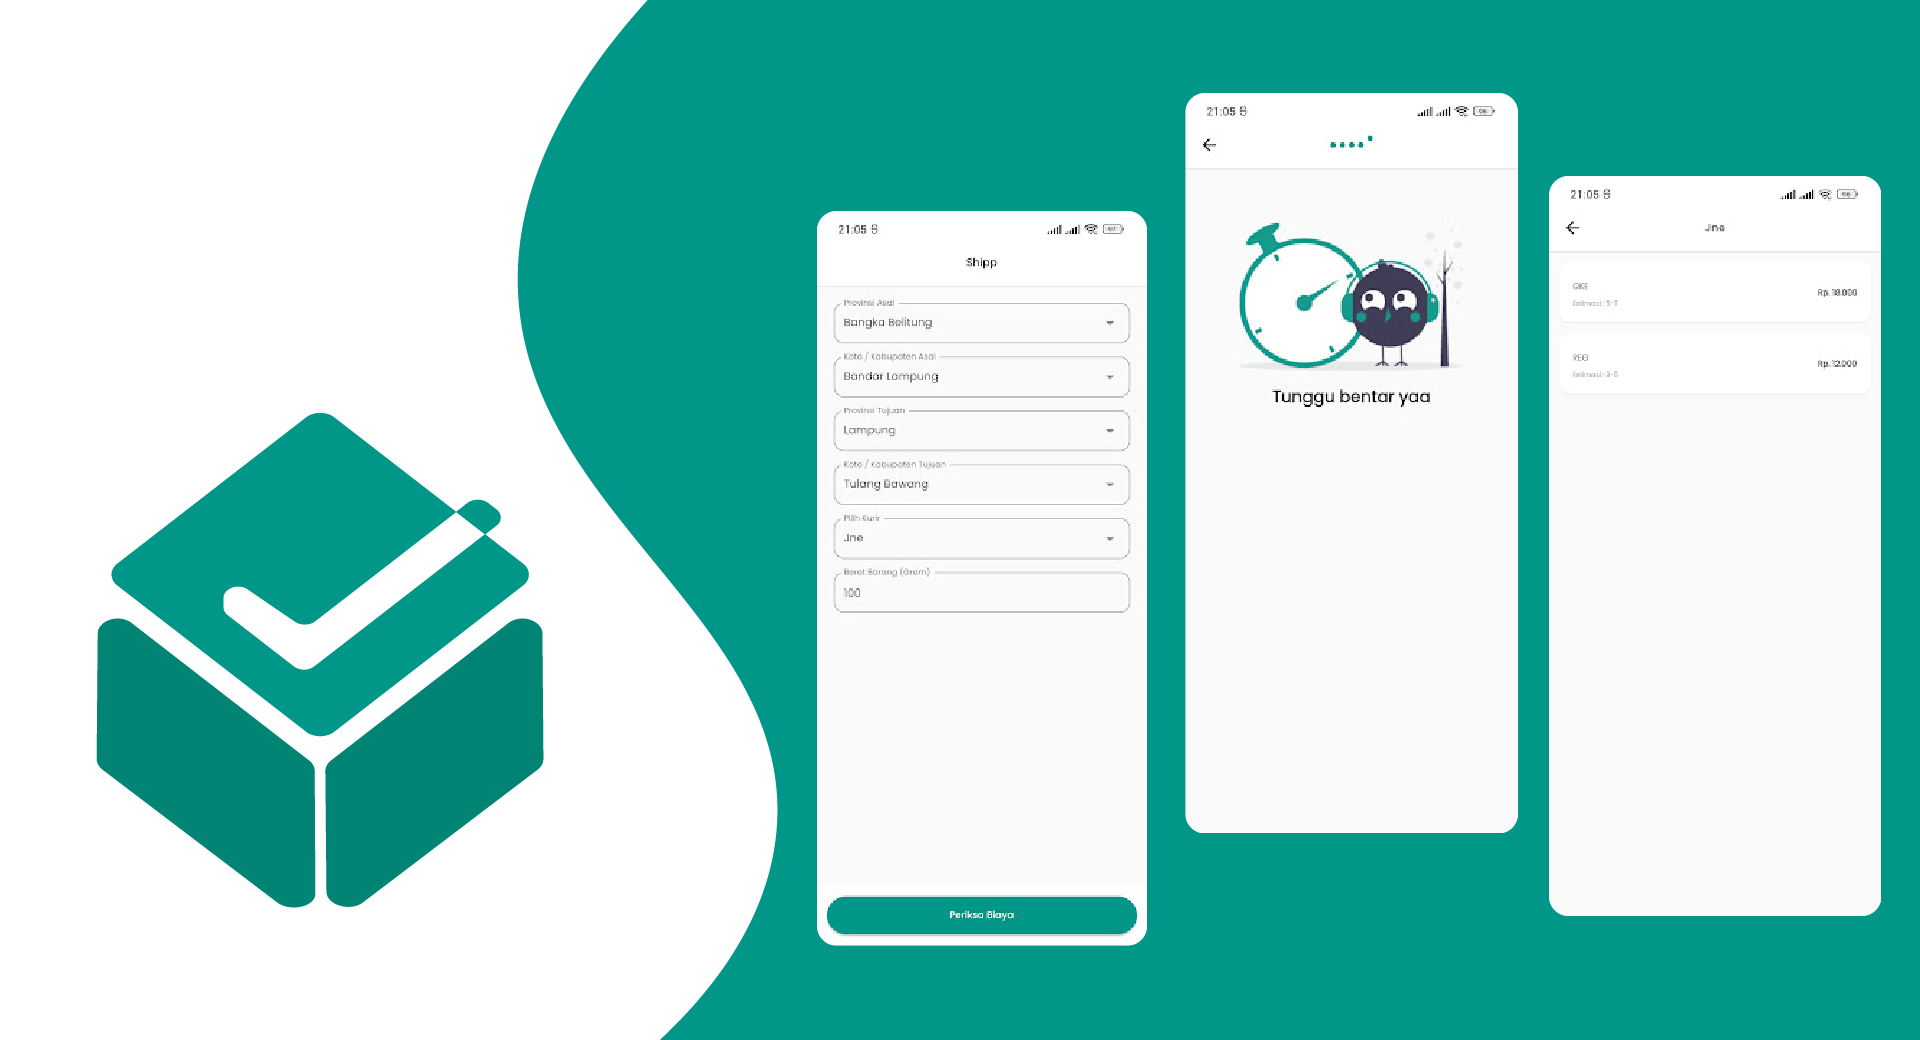 21:05
Shipp
Provinsi Asal
Bangka Belitung
Kota / Kabupaten Asal
Bandar Lampung
Provinsi Tujuan
Lampung
Kota / Kabupaten Tujuan
Tulang Bawang
Pilih Kurir
Jne
Berat Barang (Gram)
100
Periksa Biaya
21:05
Tunggu bentar yaa
21:05
Jne
OKE
Rp. 18.000
Estimasi : 5-7
REG
Rp. 12.000
Estimasi : 3-5